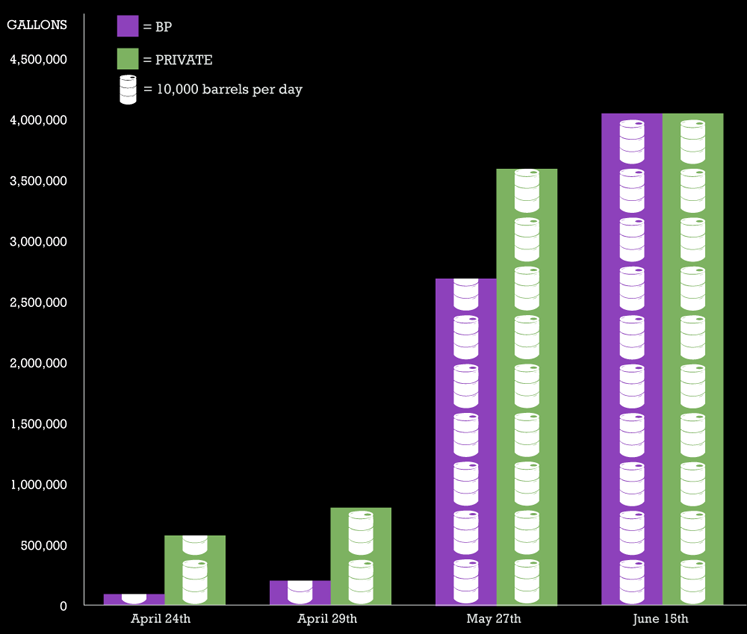 GALLONS
= BP
= PRIVATE
= 10,000 barrels per day
4,500,000
4,000,000
3,500,000
3,000,000
2,500,000
2,000,000
1,500,000
1,000,000
500,000
0
April 24th April 29th May 27th June 15th